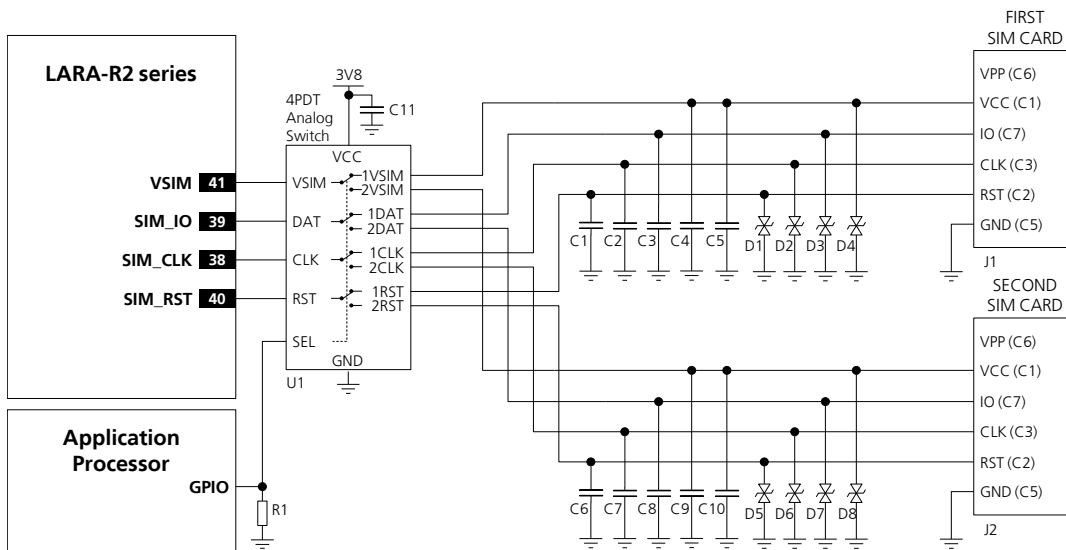 LARA-R2 series
VSIM 41
SIM_IO 39
SIM_CLK 38
SIM_RST 40
Application
Processor
GPIO
R1
3V8
C11
4PDT
Analog
Switch
VCC
VSIM
1VSIM
2VSIM
DAT
1DAT
2DAT
CLK
1CLK
2CLK
RST
1RST
2RST
SEL
GND
U1
C1 C2 C3 C4 C5 D1 D2 D3 D4
FIRST
SIM CARD
VPP (C6)
VCC (C1)
IO (C7)
CLK (C3)
RST (C2)
GND (C5)
J1
C6 C7 C8 C9 C10 D5 D6 D7 D8
SECOND
SIM CARD
VPP (C6)
VCC (C1)
IO (C7)
CLK (C3)
RST (C2)
GND (C5)
J2